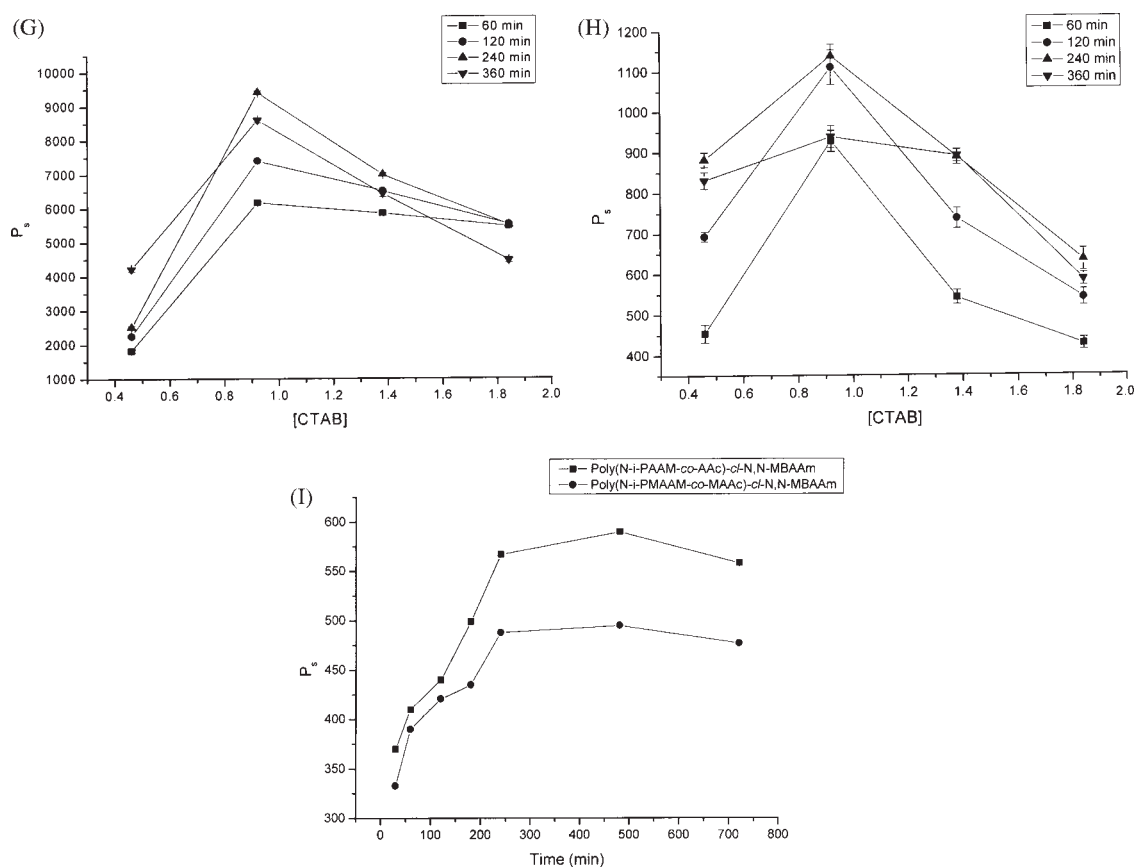 (G)
60 min
120 min
240 min
360 min
10000
9000
8000
7000
6000
5000
4000
3000
2000
1000
P_s
0.4 0.6 0.8 1.0 1.2 1.4 1.6 1.8 2.0
[CTAB]
(H)
60 min
120 min
240 min
360 min
1200
1100
1000
900
800
700
600
500
400
P_s
0.4 0.6 0.8 1.0 1.2 1.4 1.6 1.8 2.0
[CTAB]
Poly(N-i-PAAM-co-AAc)-cl-N,N-MBAAm
Poly(N-i-PMAAM-co-MAAc)-cl-N,N-MBAAm
(I)
600
550
500
450
400
350
300
P_s
0 100 200 300 400 500 600 700 800
Time (min)